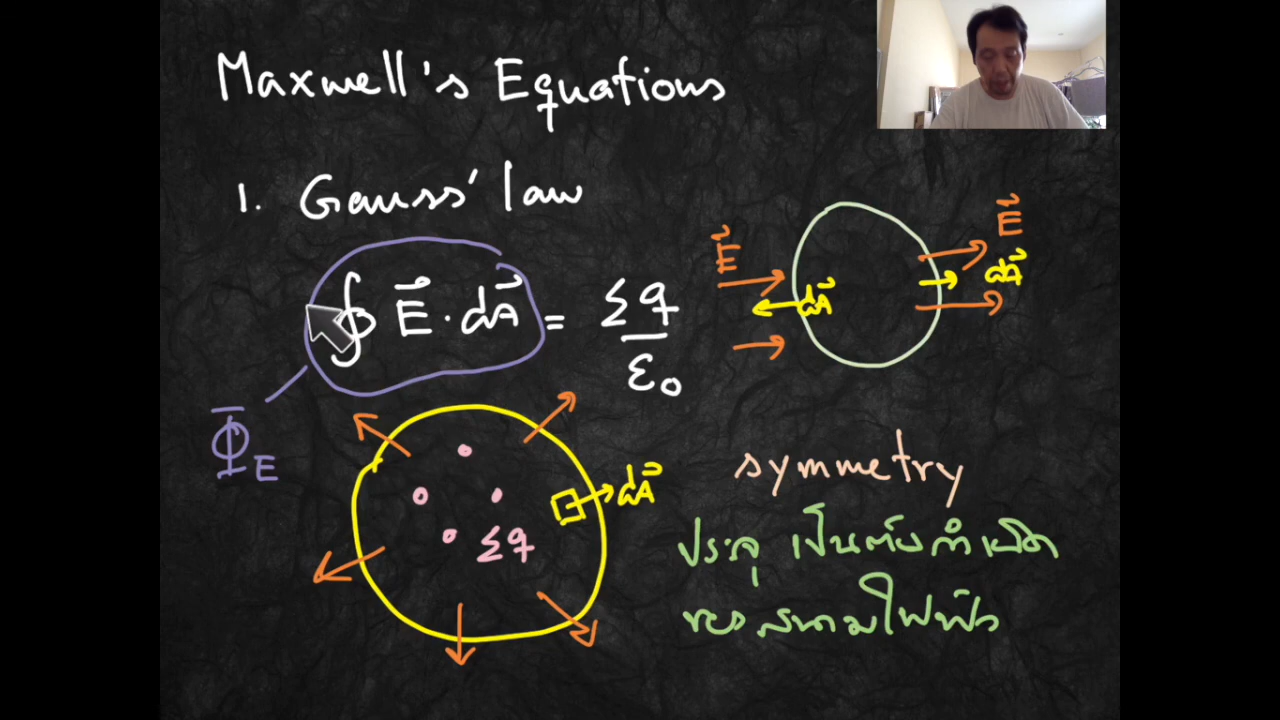 Maxwell's Equations
1. Gauss' law
∮ E⃗ · dA⃗ = Σq / ε₀
Φ_E
E⃗
dA⃗
E⃗
dA⃗
dA⃗
Σq
symmetry
ประจุ เป็นต้นกำเนิด
ของสนามไฟฟ้า